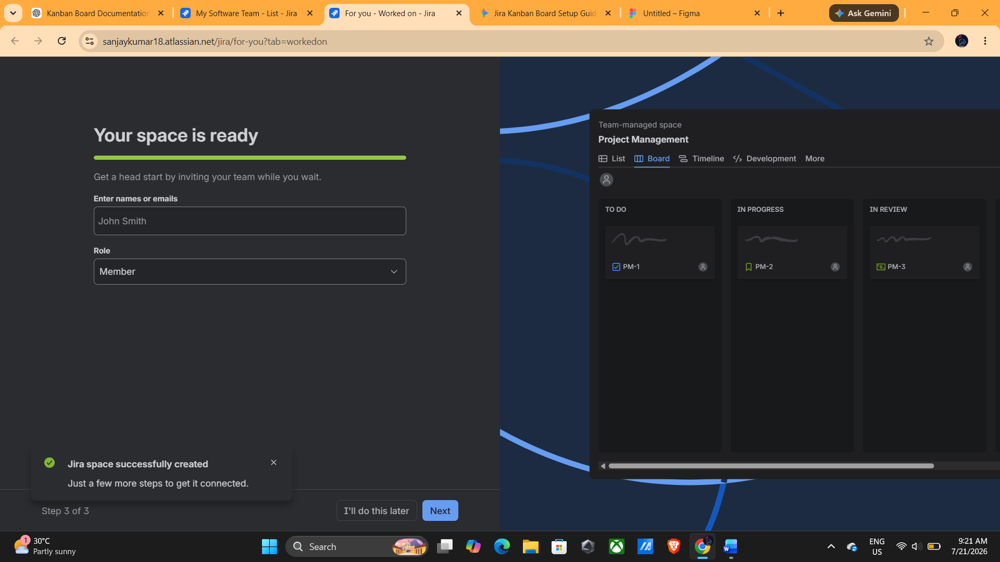 Kanban Board Documentation
My Software Team - List - Jira
For you - Worked on - Jira
Jira Kanban Board Setup Guid
Untitled – Figma
Ask Gemini
sanjaykumar18.atlassian.net/jira/for-you?tab=workedon
Your space is ready
Get a head start by inviting your team while you wait.
Enter names or emails
John Smith
Role
Member
Jira space successfully created
Just a few more steps to get it connected.
Step 3 of 3
I'll do this later
Next
Team-managed space
Project Management
List
Board
Timeline
Development
More
TO DO
IN PROGRESS
IN REVIEW
PM-1
PM-2
PM-3
1
30°C
Partly sunny
Search
W
ENG
US
9:21 AM
7/21/2026